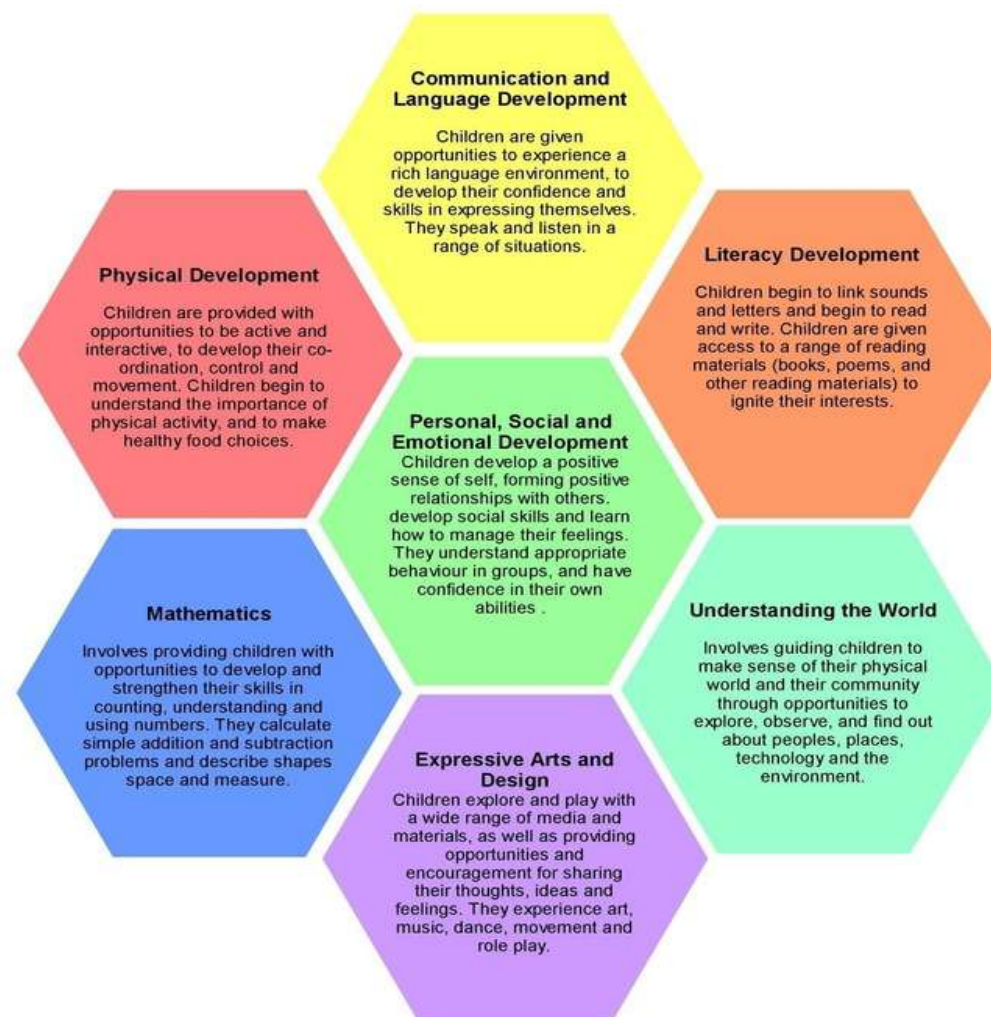 Communication and
Language Development
Children are given
opportunities to experience a
rich language environment, to
develop their confidence and
skills in expressing themselves.
They speak and listen in a
range of situations.
Physical Development
Children are provided with
opportunities to be active and
interactive, to develop their co-
ordination, control and
movement. Children begin to
understand the importance of
physical activity, and to make
healthy food choices.
Literacy Development
Children begin to link sounds
and letters and begin to read
and write. Children are given
access to a range of reading
materials (books, poems, and
other reading materials) to
ignite their interests.
Personal, Social and
Emotional Development
Children develop a positive
sense of self, forming positive
relationships with others.
develop social skills and learn
how to manage their feelings.
They understand appropriate
behaviour in groups, and have
confidence in their own
abilities .
Mathematics
Involves providing children with
opportunities to develop and
strengthen their skills in
counting, understanding and
using numbers. They calculate
simple addition and subtraction
problems and describe shapes
space and measure.
Understanding the World
Involves guiding children to
make sense of their physical
world and their community
through opportunities to
explore, observe, and find out
about peoples, places,
technology and the
environment.
Expressive Arts and
Design
Children explore and play with
a wide range of media and
materials, as well as providing
opportunities and
encouragement for sharing
their thoughts, ideas and
feelings. They experience art,
music, dance, movement and
role play.